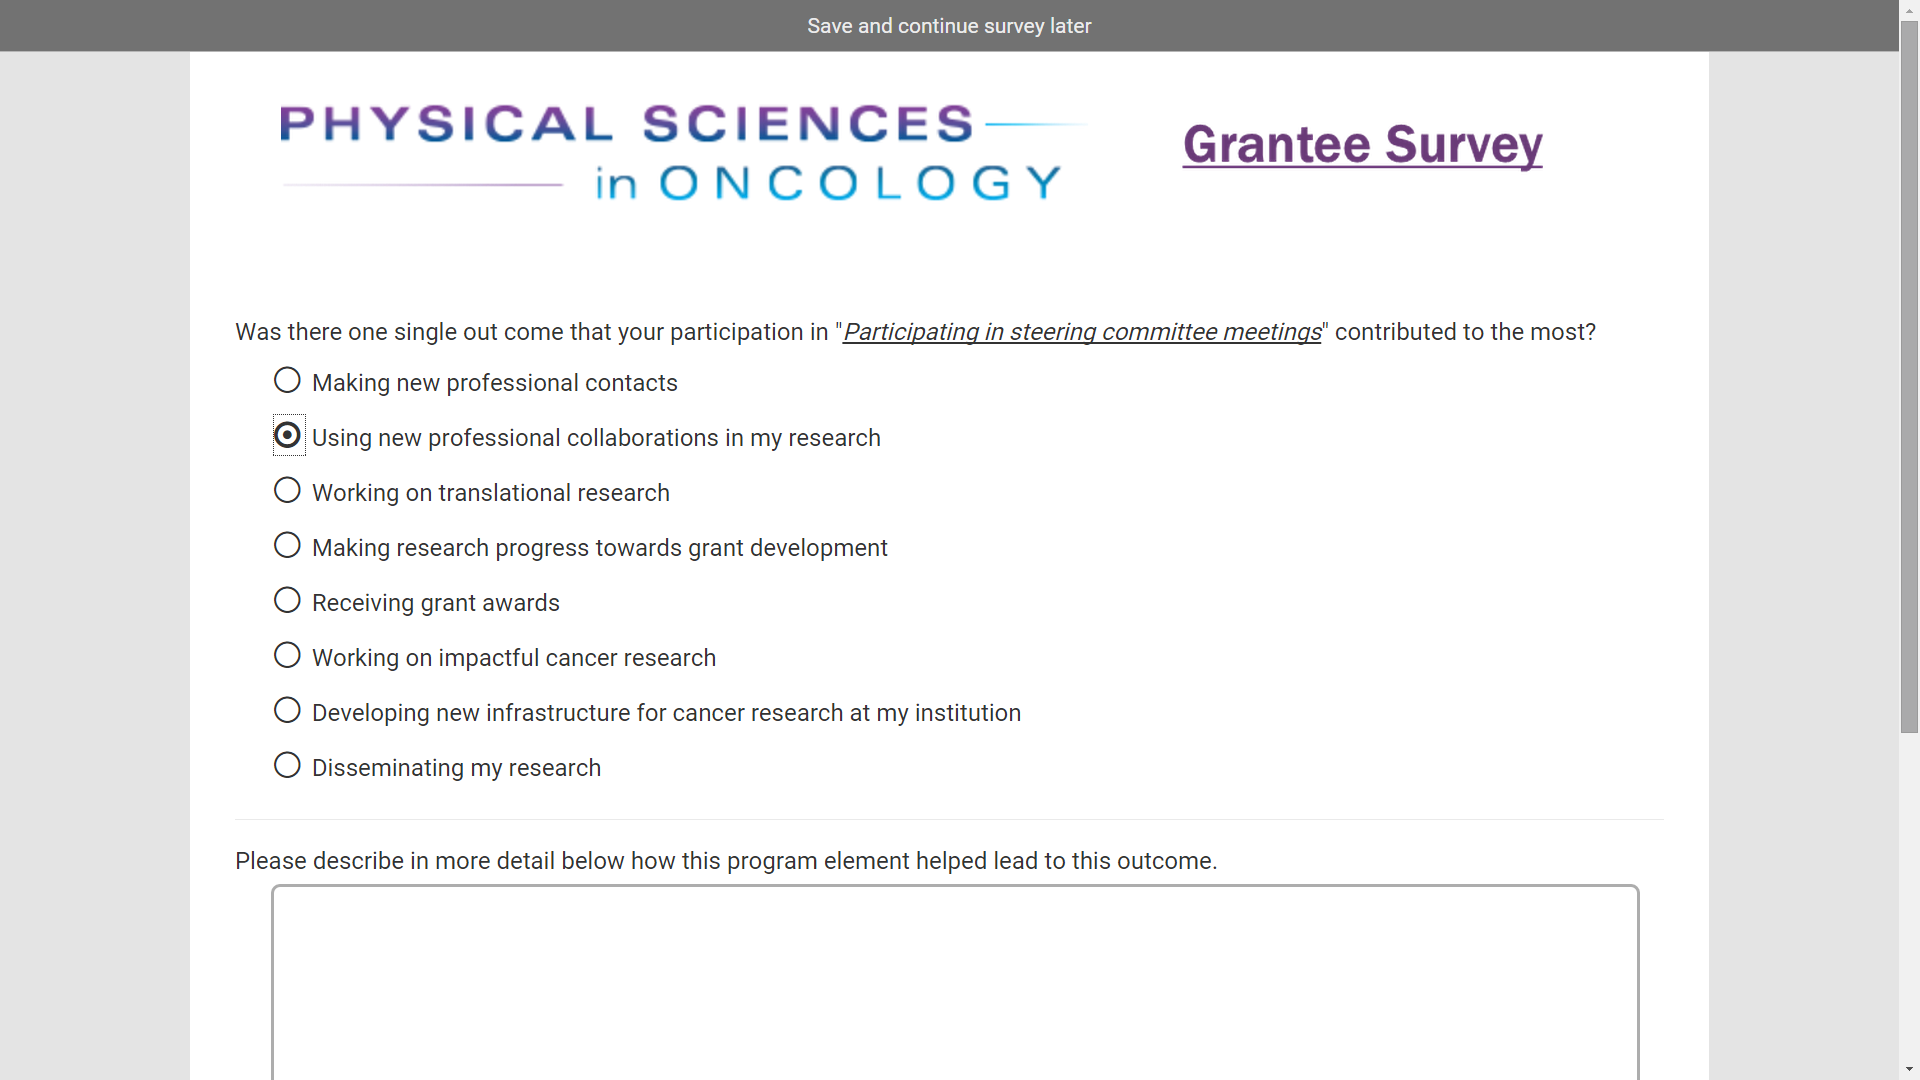 Save and continue survey later
PHYSICAL SCIENCES
in ONCOLOGY
Grantee Survey
Was there one single out come that your participation in "Participating in steering committee meetings" contributed to the most?
Making new professional contacts
Using new professional collaborations in my research
Working on translational research
Making research progress towards grant development
Receiving grant awards
Working on impactful cancer research
Developing new infrastructure for cancer research at my institution
Disseminating my research
Please describe in more detail below how this program element helped lead to this outcome.